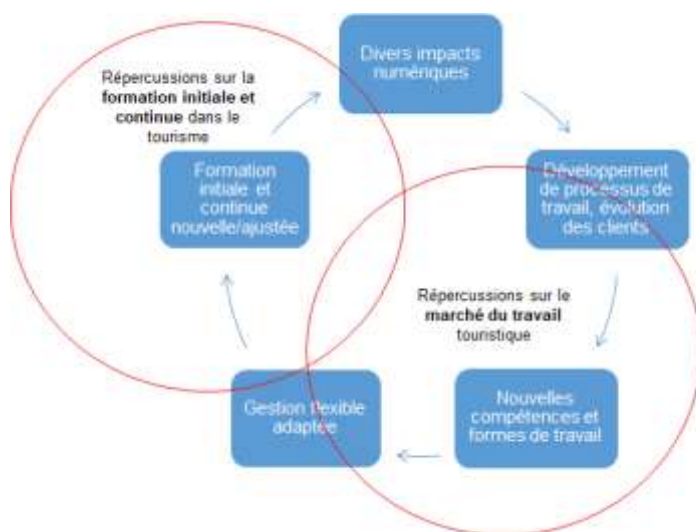 Divers impacts
numériques
Répercussions sur la
formation initiale et
continue dans le
tourisme
Formation
initiale et
continue
nouvelle/ajustée
Développement
de processus de
travail, évolution
des clients
Répercussions sur le
marché du travail
touristique
Gestion flexible
adaptée
Nouvelles
compétences et
formes de travail